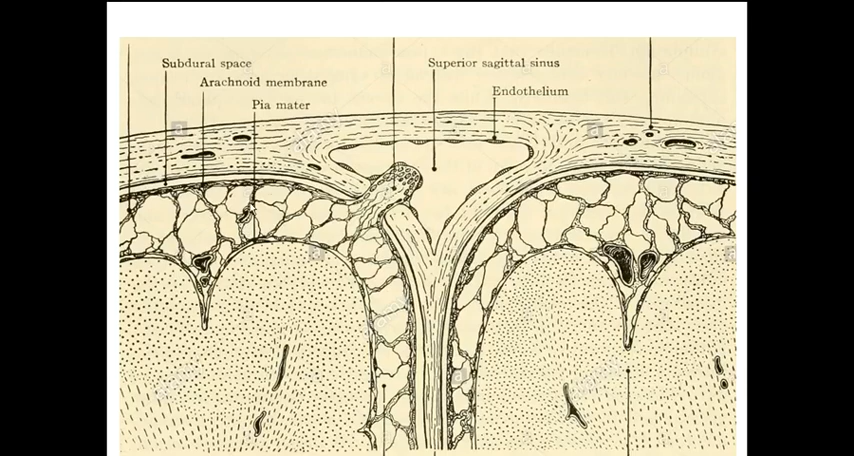 Subdural space
Superior sagittal sinus
Arachnoid membrane
Endothelium
Pia mater